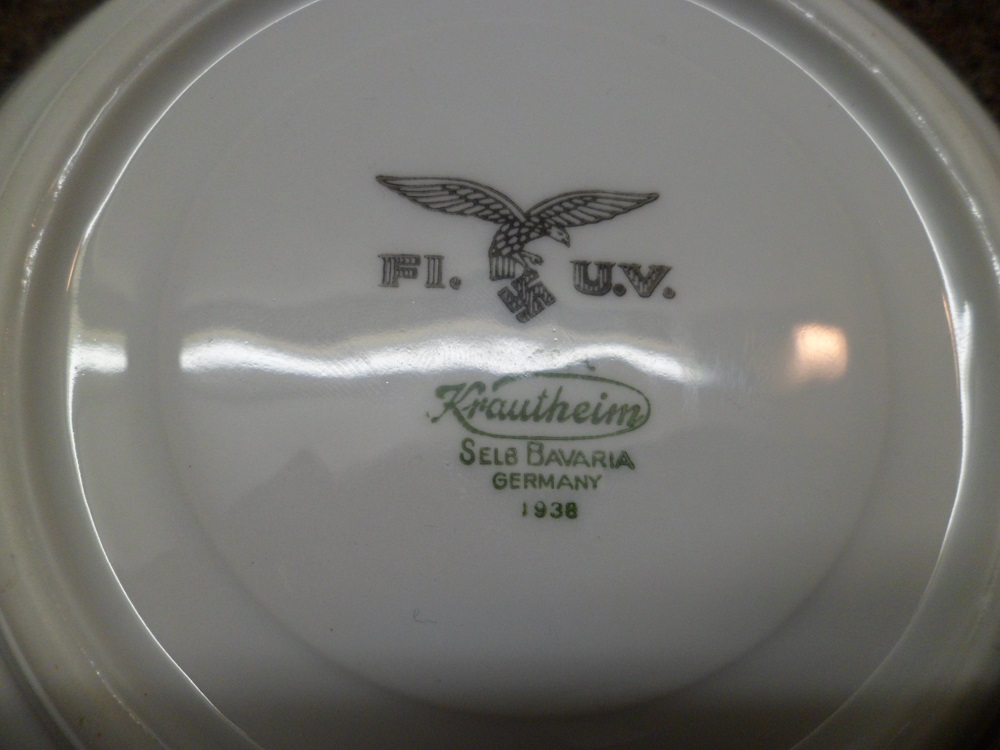 Fl. U.V.
Krautheim
SELB BAVARIA
GERMANY
1938